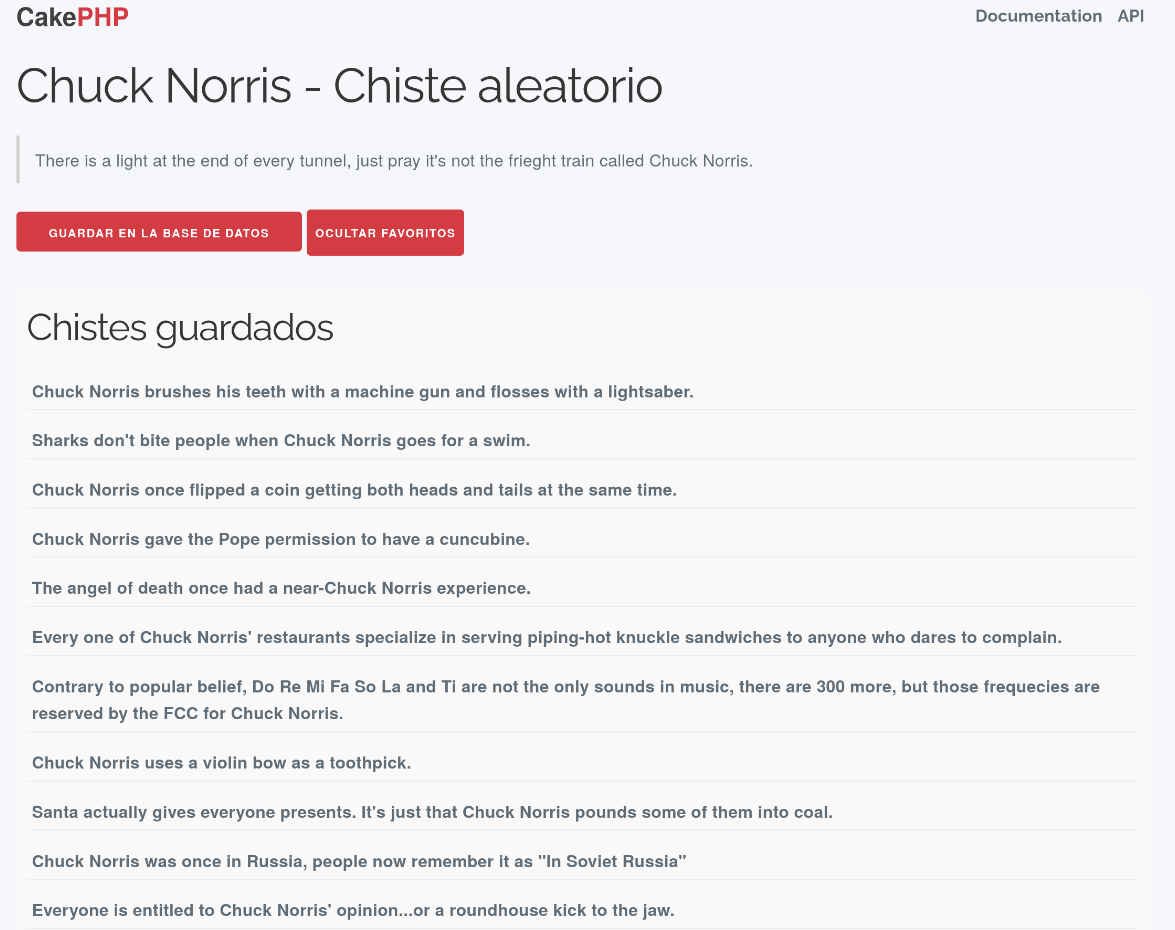 CakePHP
Documentation API
Chuck Norris - Chiste aleatorio
There is a light at the end of every tunnel, just pray it's not the frieght train called Chuck Norris.
GUARDAR EN LA BASE DE DATOS
OCULTAR FAVORITOS
Chistes guardados
Chuck Norris brushes his teeth with a machine gun and flosses with a lightsaber.
Sharks don't bite people when Chuck Norris goes for a swim.
Chuck Norris once flipped a coin getting both heads and tails at the same time.
Chuck Norris gave the Pope permission to have a cuncubine.
The angel of death once had a near-Chuck Norris experience.
Every one of Chuck Norris' restaurants specialize in serving piping-hot knuckle sandwiches to anyone who dares to complain.
Contrary to popular belief, Do Re Mi Fa So La and Ti are not the only sounds in music, there are 300 more, but those frequecies are
reserved by the FCC for Chuck Norris.
Chuck Norris uses a violin bow as a toothpick.
Santa actually gives everyone presents. It's just that Chuck Norris pounds some of them into coal.
Chuck Norris was once in Russia, people now remember it as "In Soviet Russia"
Everyone is entitled to Chuck Norris' opinion...or a roundhouse kick to the jaw.